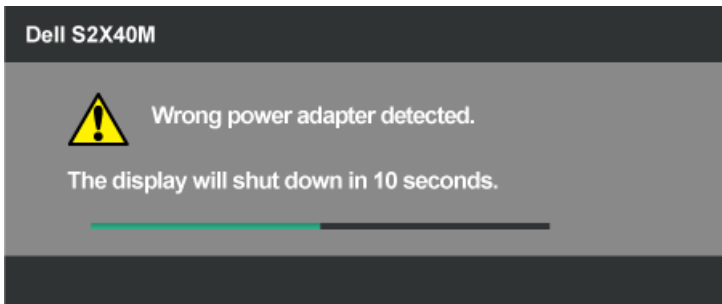 Dell S2X40M
Wrong power adapter detected.
The display will shut down in 10 seconds.